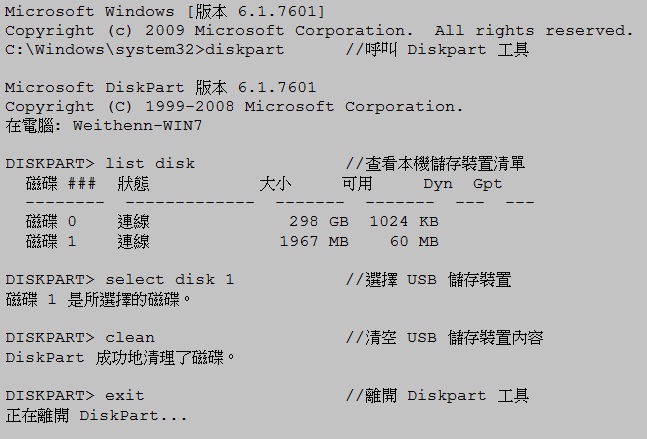 Microsoft Windows [版本 6.1.7601]
Copyright (c) 2009 Microsoft Corporation.  All rights reserved.
C:\Windows\system32>diskpart      //呼叫 Diskpart 工具
Microsoft DiskPart 版本 6.1.7601
Copyright (C) 1999-2008 Microsoft Corporation.
在電腦: Weithenn-WIN7
DISKPART> list disk               //查看本機儲存裝置清單
  磁碟 ###  狀態           大小     可用     Dyn  Gpt
  --------  -------------  -------  -------  ---  ---
  磁碟 0    連線            298 GB  1024 KB
  磁碟 1    連線           1967 MB    60 MB
DISKPART> select disk 1           //選擇 USB 儲存裝置
磁碟 1 是所選擇的磁碟。
DISKPART> clean                   //清空 USB 儲存裝置內容
DiskPart 成功地清理了磁碟。
DISKPART> exit                    //離開 Diskpart 工具
正在離開 DiskPart...